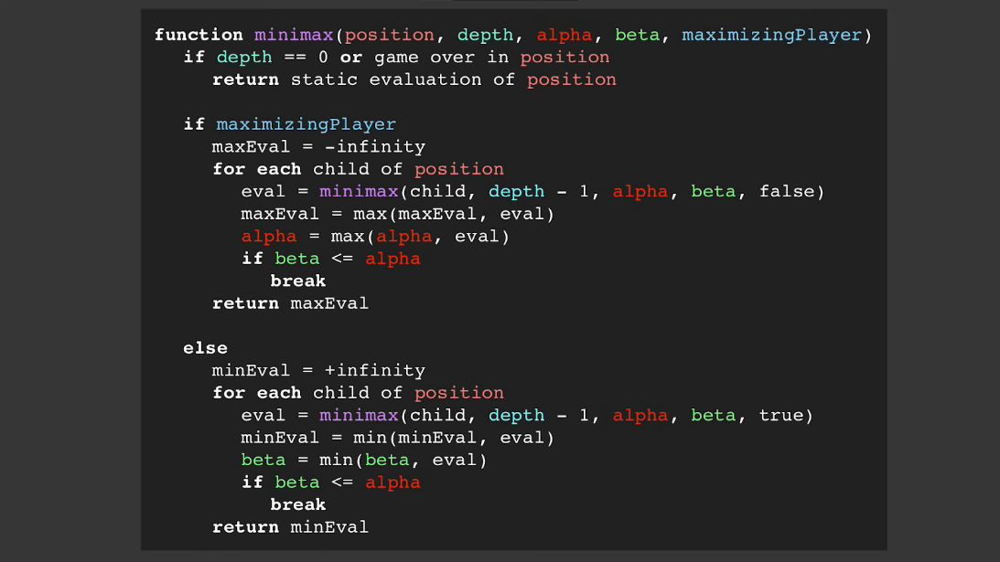 function minimax(position, depth, alpha, beta, maximizingPlayer)
if depth == 0 or game over in position
return static evaluation of position
if maximizingPlayer
maxEval = -infinity
for each child of position
eval = minimax(child, depth - 1, alpha, beta, false)
maxEval = max(maxEval, eval)
alpha = max(alpha, eval)
if beta <= alpha
break
return maxEval
else
minEval = +infinity
for each child of position
eval = minimax(child, depth - 1, alpha, beta, true)
minEval = min(minEval, eval)
beta = min(beta, eval)
if beta <= alpha
break
return minEval